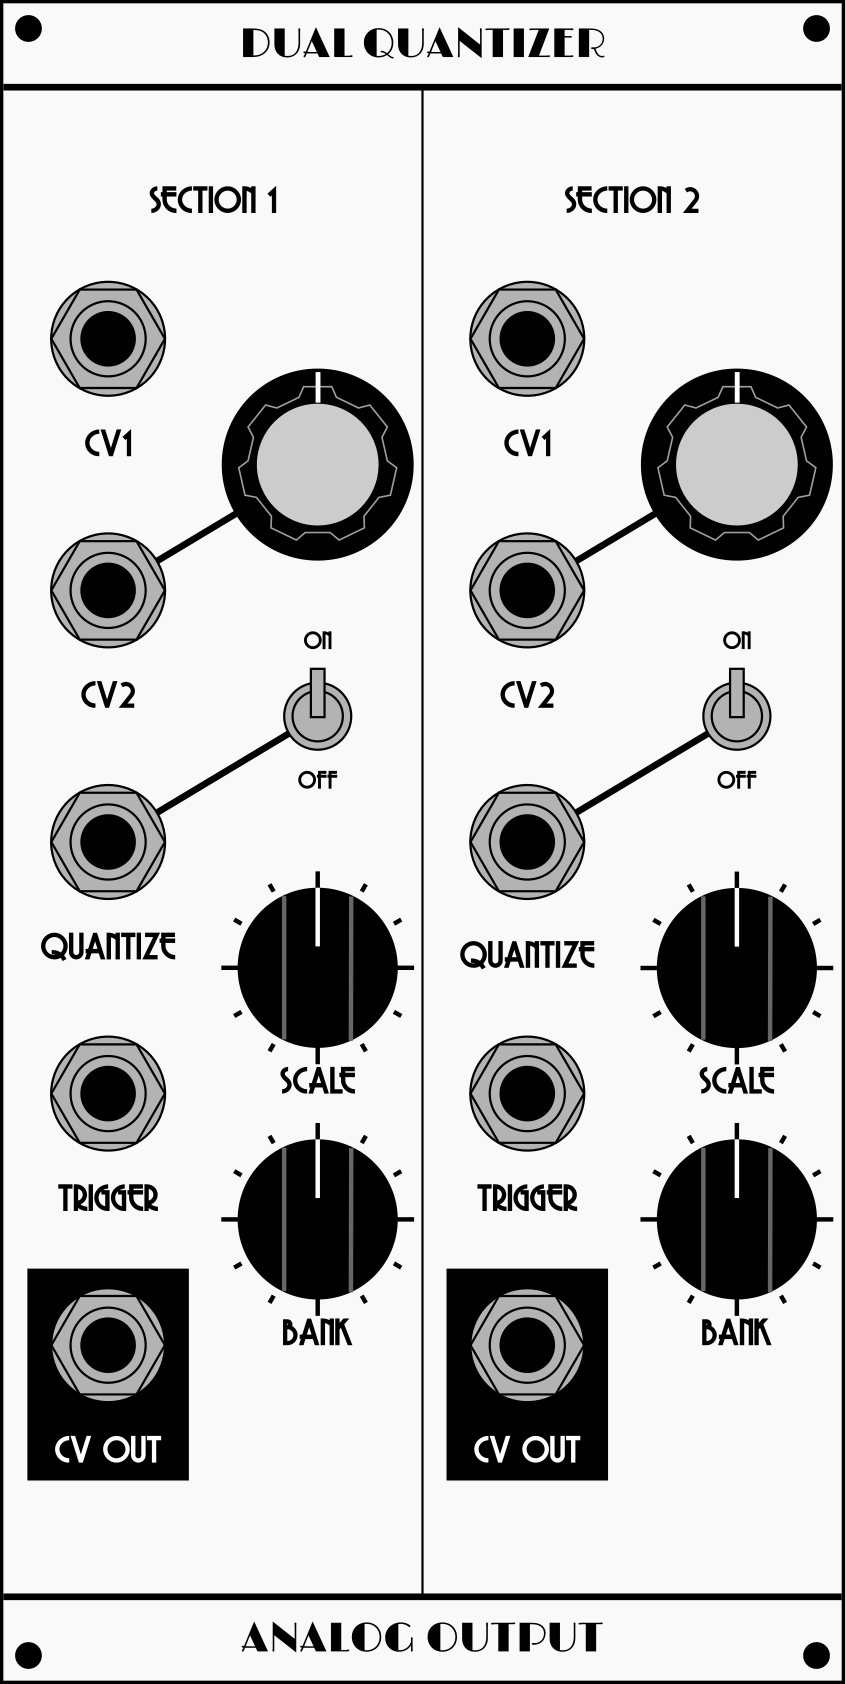 DUAL QUANTIZER
SECTION 1
CV1
CV2
ON
OFF
QUANTIZE
SCALE
TRIGGER
BANK
CV OUT
SECTION 2
CV1
CV2
ON
OFF
QUANTIZE
SCALE
TRIGGER
BANK
CV OUT
ANALOG OUTPUT